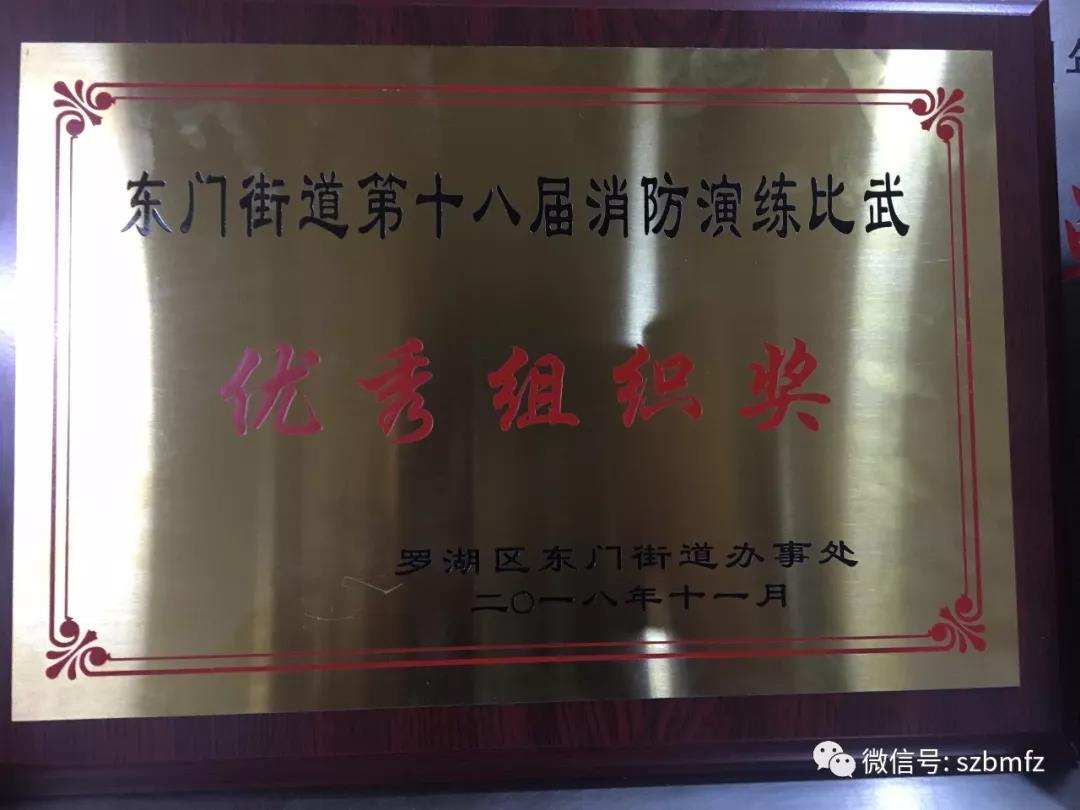 东门街道第十八届消防演练比武
优秀组织奖
罗湖区东门街道办事处
二〇一八年十一月
微信号: szbmfz